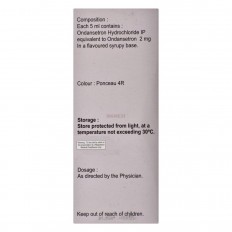 Composition :
Each 5 ml contains :
Ondansetron Hydrochloride IP
equivalent to Ondansetron 2 mg
In a flavoured syrupy base.
Colour : Ponceau 4R
Storage :
Store protected from light, at a
temperature not exceeding 30°C.
Dosage :
As directed by the Physician.
Keep out of reach of children.